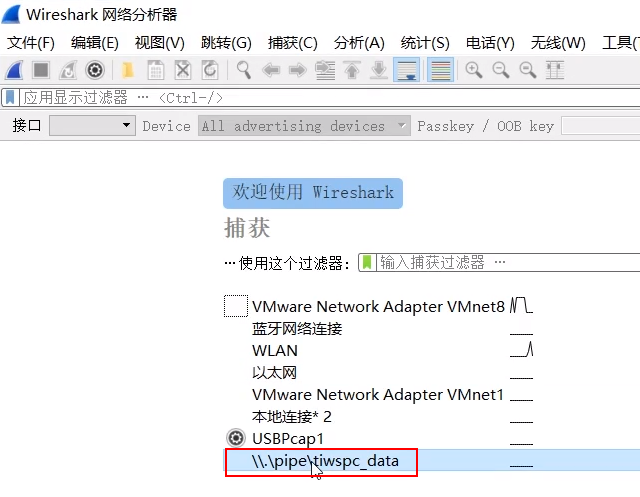 Wireshark 网络分析器
文件(F) 编辑(E) 视图(V) 跳转(G) 捕获(C) 分析(A) 统计(S) 电话(Y) 无线(W) 工具(T
应用显示过滤器 … <Ctrl-/>
接口 Device All advertising devices Passkey / OOB key
欢迎使用 Wireshark
捕获
…使用这个过滤器: 输入捕获过滤器 …
VMware Network Adapter VMnet8
蓝牙网络连接
WLAN
以太网
VMware Network Adapter VMnet1
本地连接* 2
USBPcap1
\\.\pipe\tiwspc_data